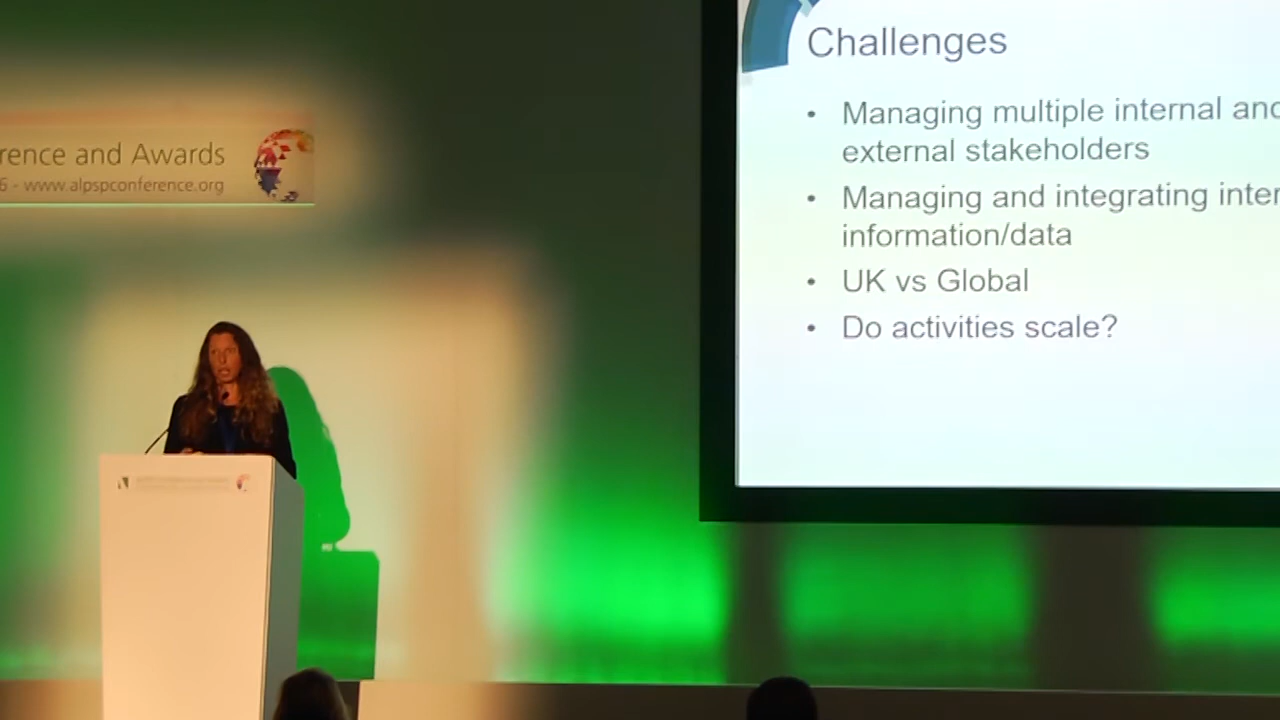 rence and Awards
6 - www.alpspconference.org
Challenges
• Managing multiple internal and
external stakeholders
• Managing and integrating inter
information/data
• UK vs Global
• Do activities scale?